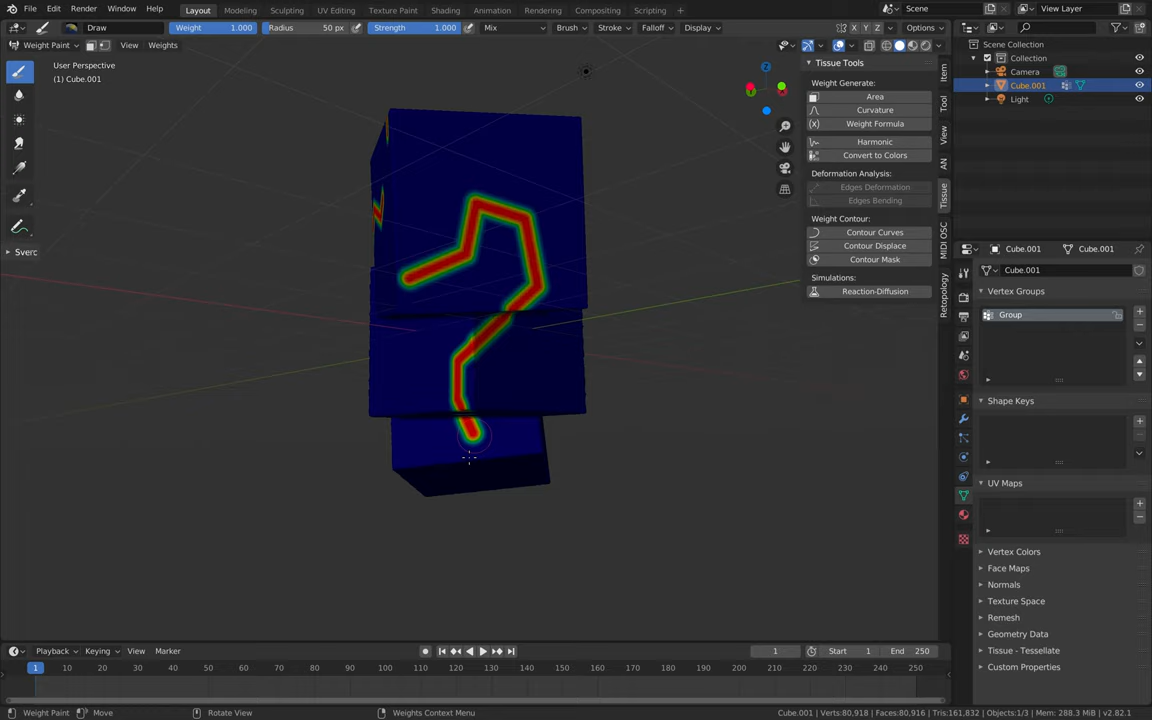 File Edit Render Window Help Layout Modeling Sculpting UV Editing Texture Paint Shading Animation Rendering Compositing Scripting + Scene View Layer
Draw Weight 1.000 Radius 50 px Strength 1.000 Mix Brush Stroke Falloff Display X Y Z Options
Weight Paint View Weights
User Perspective
(1) Cube.001
Sverc
Z
Tissue Tools
Weight Generate:
Area
Curvature
Weight Formula
Harmonic
Convert to Colors
Deformation Analysis:
Edges Deformation
Edges Bending
Weight Contour:
Contour Curves
Contour Displace
Contour Mask
Simulations:
Reaction-Diffusion
Item
Tool
View
AN
Tissue
MIDI OSC
Retopology
Scene Collection
Collection
Camera
Cube.001
Light
Cube.001 Cube.001
Cube.001
Vertex Groups
Group
Shape Keys
UV Maps
Vertex Colors
Face Maps
Normals
Texture Space
Remesh
Geometry Data
Tissue - Tessellate
Custom Properties
Playback Keying View Marker 1 Start 1 End 250
1 10 20 30 40 50 60 70 80 90 100 110 120 130 140 150 160 170 180 190 200 210 220 230 240 250
Weight Paint Move Rotate View Weights Context Menu Cube.001 | Verts:80,918 | Faces:80,916 | Tris:161,832 | Objects:1/3 | Mem: 288.3 MiB | v2.82.1